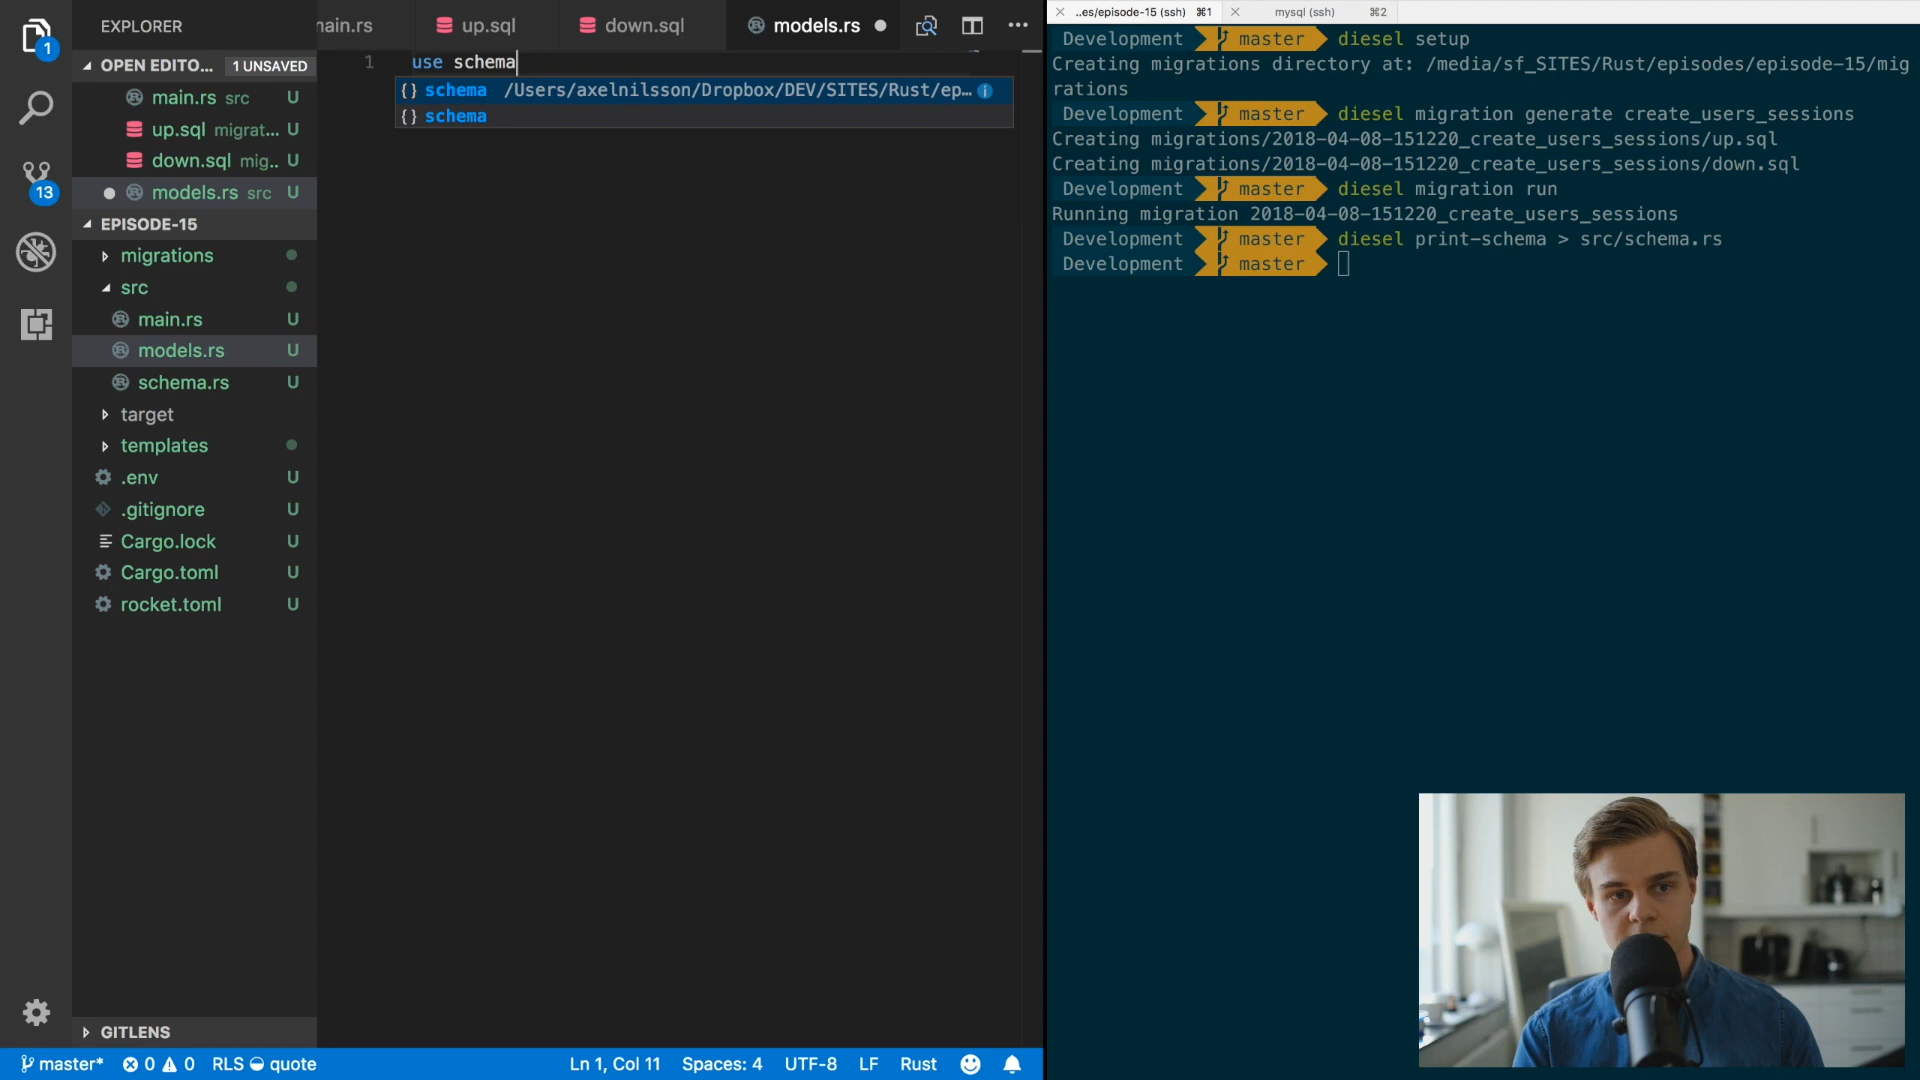 EXPLORER
OPEN EDITO... 1 UNSAVED
main.rs src U
up.sql migrat... U
down.sql mig.. U
models.rs src U
EPISODE-15
migrations
src
main.rs U
models.rs U
schema.rs U
target
templates
.env U
.gitignore U
Cargo.lock U
Cargo.toml U
rocket.toml U
GITLENS
1
13
ain.rs up.sql down.sql models.rs
1 use schema
{} schema /Users/axelnilsson/Dropbox/DEV/SITES/Rust/ep...
{} schema
..es/episode-15 (ssh) ⌘1 mysql (ssh) ⌘2
Development master diesel setup
Creating migrations directory at: /media/sf_SITES/Rust/episodes/episode-15/mig
rations
Development master diesel migration generate create_users_sessions
Creating migrations/2018-04-08-151220_create_users_sessions/up.sql
Creating migrations/2018-04-08-151220_create_users_sessions/down.sql
Development master diesel migration run
Running migration 2018-04-08-151220_create_users_sessions
Development master diesel print-schema > src/schema.rs
Development master
master* 0 0 RLS quote Ln 1, Col 11 Spaces: 4 UTF-8 LF Rust